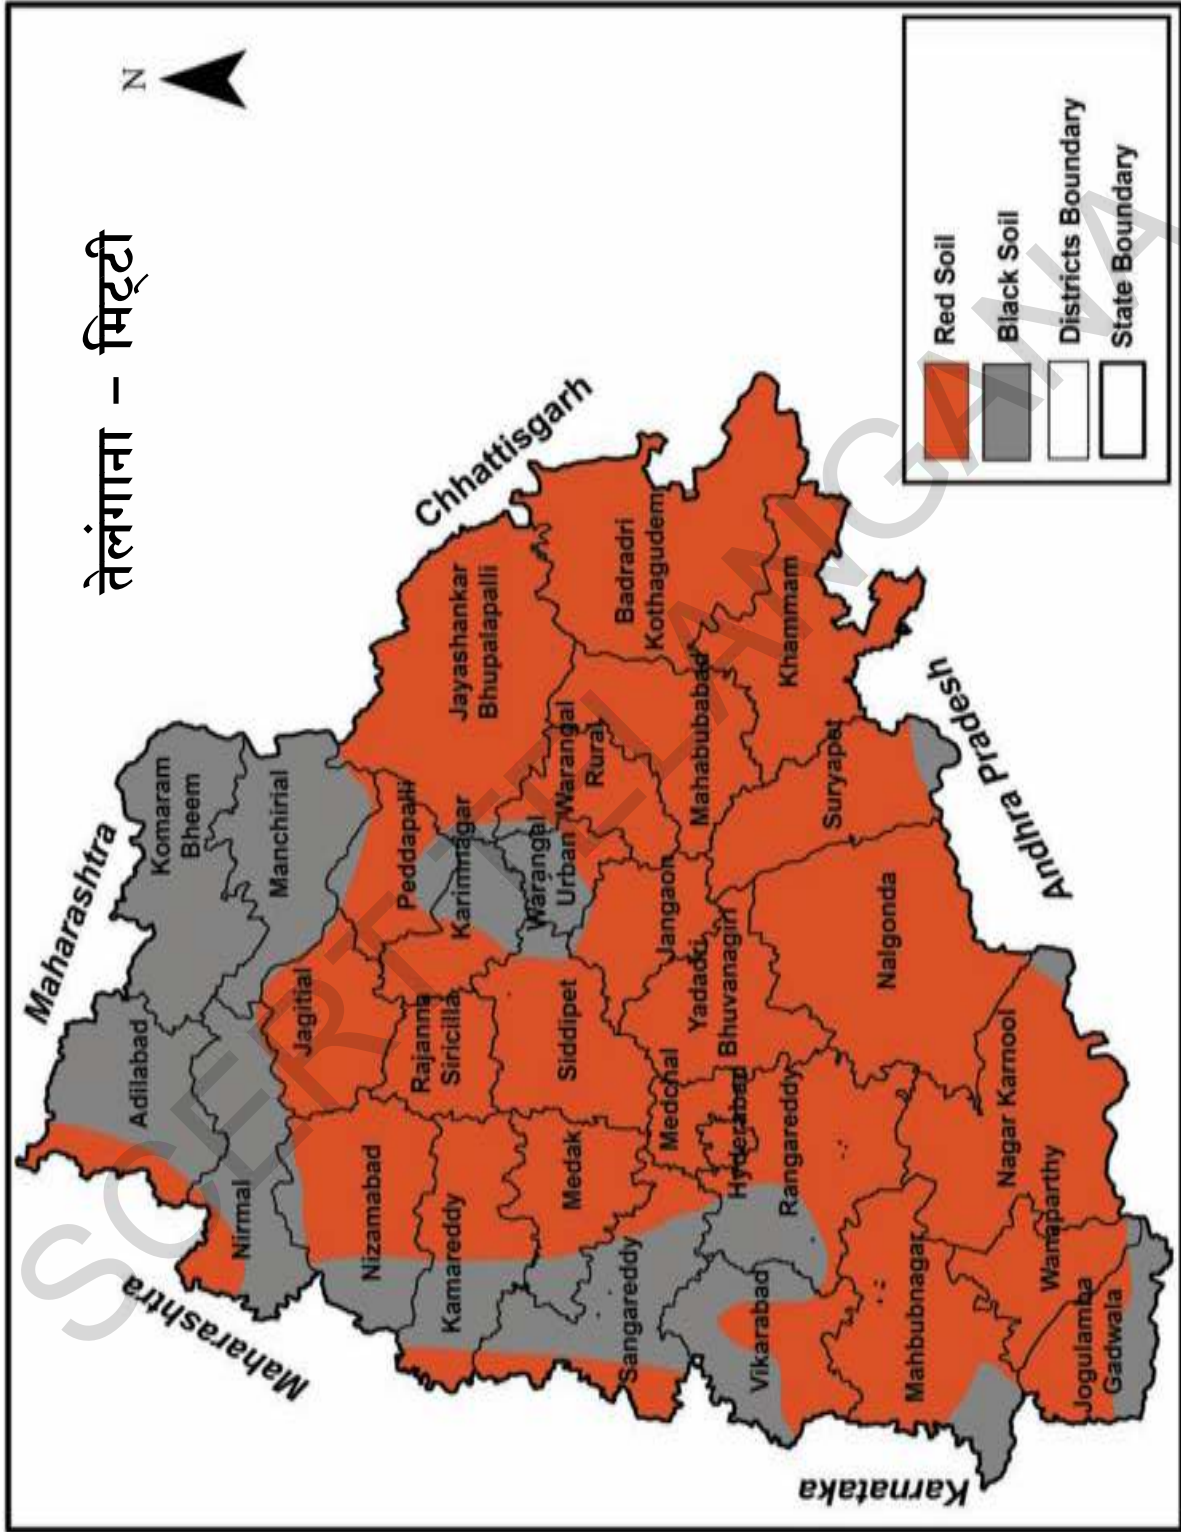 तेलंगाना - मिट्टी
N
Maharashtra
Maharashtra
Chhattisgarh
Andhra Pradesh
Karnataka
Adilabad
Komaram
Bheem
Manchirial
Nirmal
Jagitial
Nizamabad
Peddapalli
Jayashankar
Bhupalapalli
Rajanna
Siricilla
Karimnagar
Kamareddy
Siddipet
Warangal
Urban
Warangal
Rural
Badradri
Kothagudem
Medak
Sangareddy
Jangaon
Mahabubabad
Khammam
Yadadri
Bhuvanagiri
Medchal
Hyderabad
Rangareddy
Vikarabad
Suryapet
Nalgonda
Mahbubnagar
Nagar Karnool
Wanaparthy
Jogulamba
Gadwala
Red Soil
Black Soil
Districts Boundary
State Boundary
SCERT TELANGANA